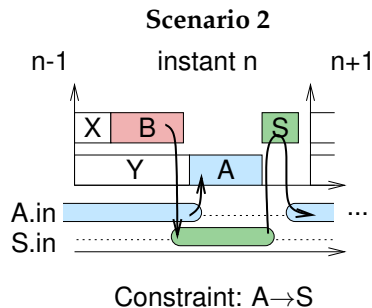 Scenario 2
n-1 instant n n+1
X B S
Y A
A.in ...
S.in
Constraint: A→S